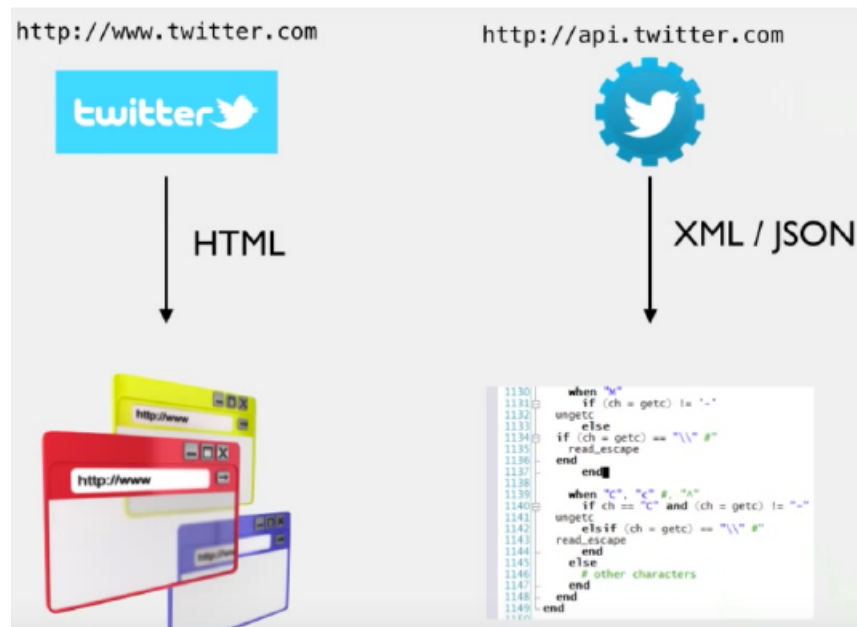 http://www.twitter.com
twitter
HTML
http://www
http://www
http://www
http://api.twitter.com
XML / JSON
1130 when "M"
1131 if (ch = getc) != '-'
1132 ungetc
1133 else
1134 if (ch = getc) == "\\" #"
1135 read_escape
1136 end
1137 end
1138
1139 when "C", "c" #, "^"
1140 if ch == "C" and (ch = getc) != "-"
1141 ungetc
1142 elsif (ch = getc) == "\\" #"
1143 read_escape
1144 end
1145 else
1146 # other characters
1147 end
1148 end
1149 end
1150